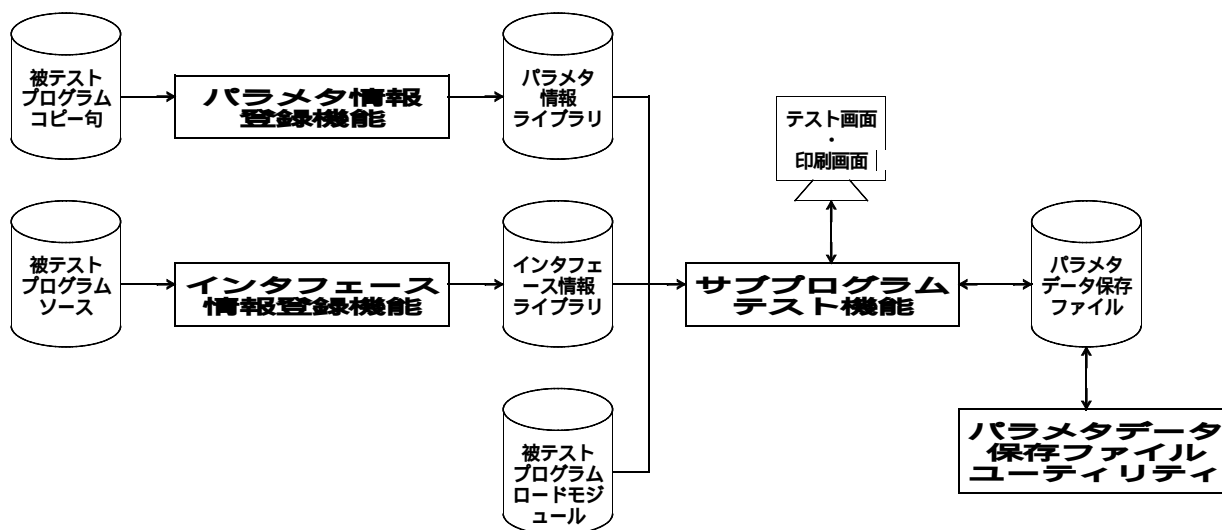 被テスト
プログラム
コピー句
パラメタ情報
登録機能
パラメタ
情報
ライブラリ
テスト画面
・
印刷画面
被テスト
プログラム
ソース
インタフェース
情報登録機能
インタフェ
ース情報
ライブラリ
サブプログラム
テスト機能
パラメタ
データ保存
ファイル
被テスト
プログラム
ロードモジ
ュール
パラメタデータ
保存ファイル
ユーティリティ